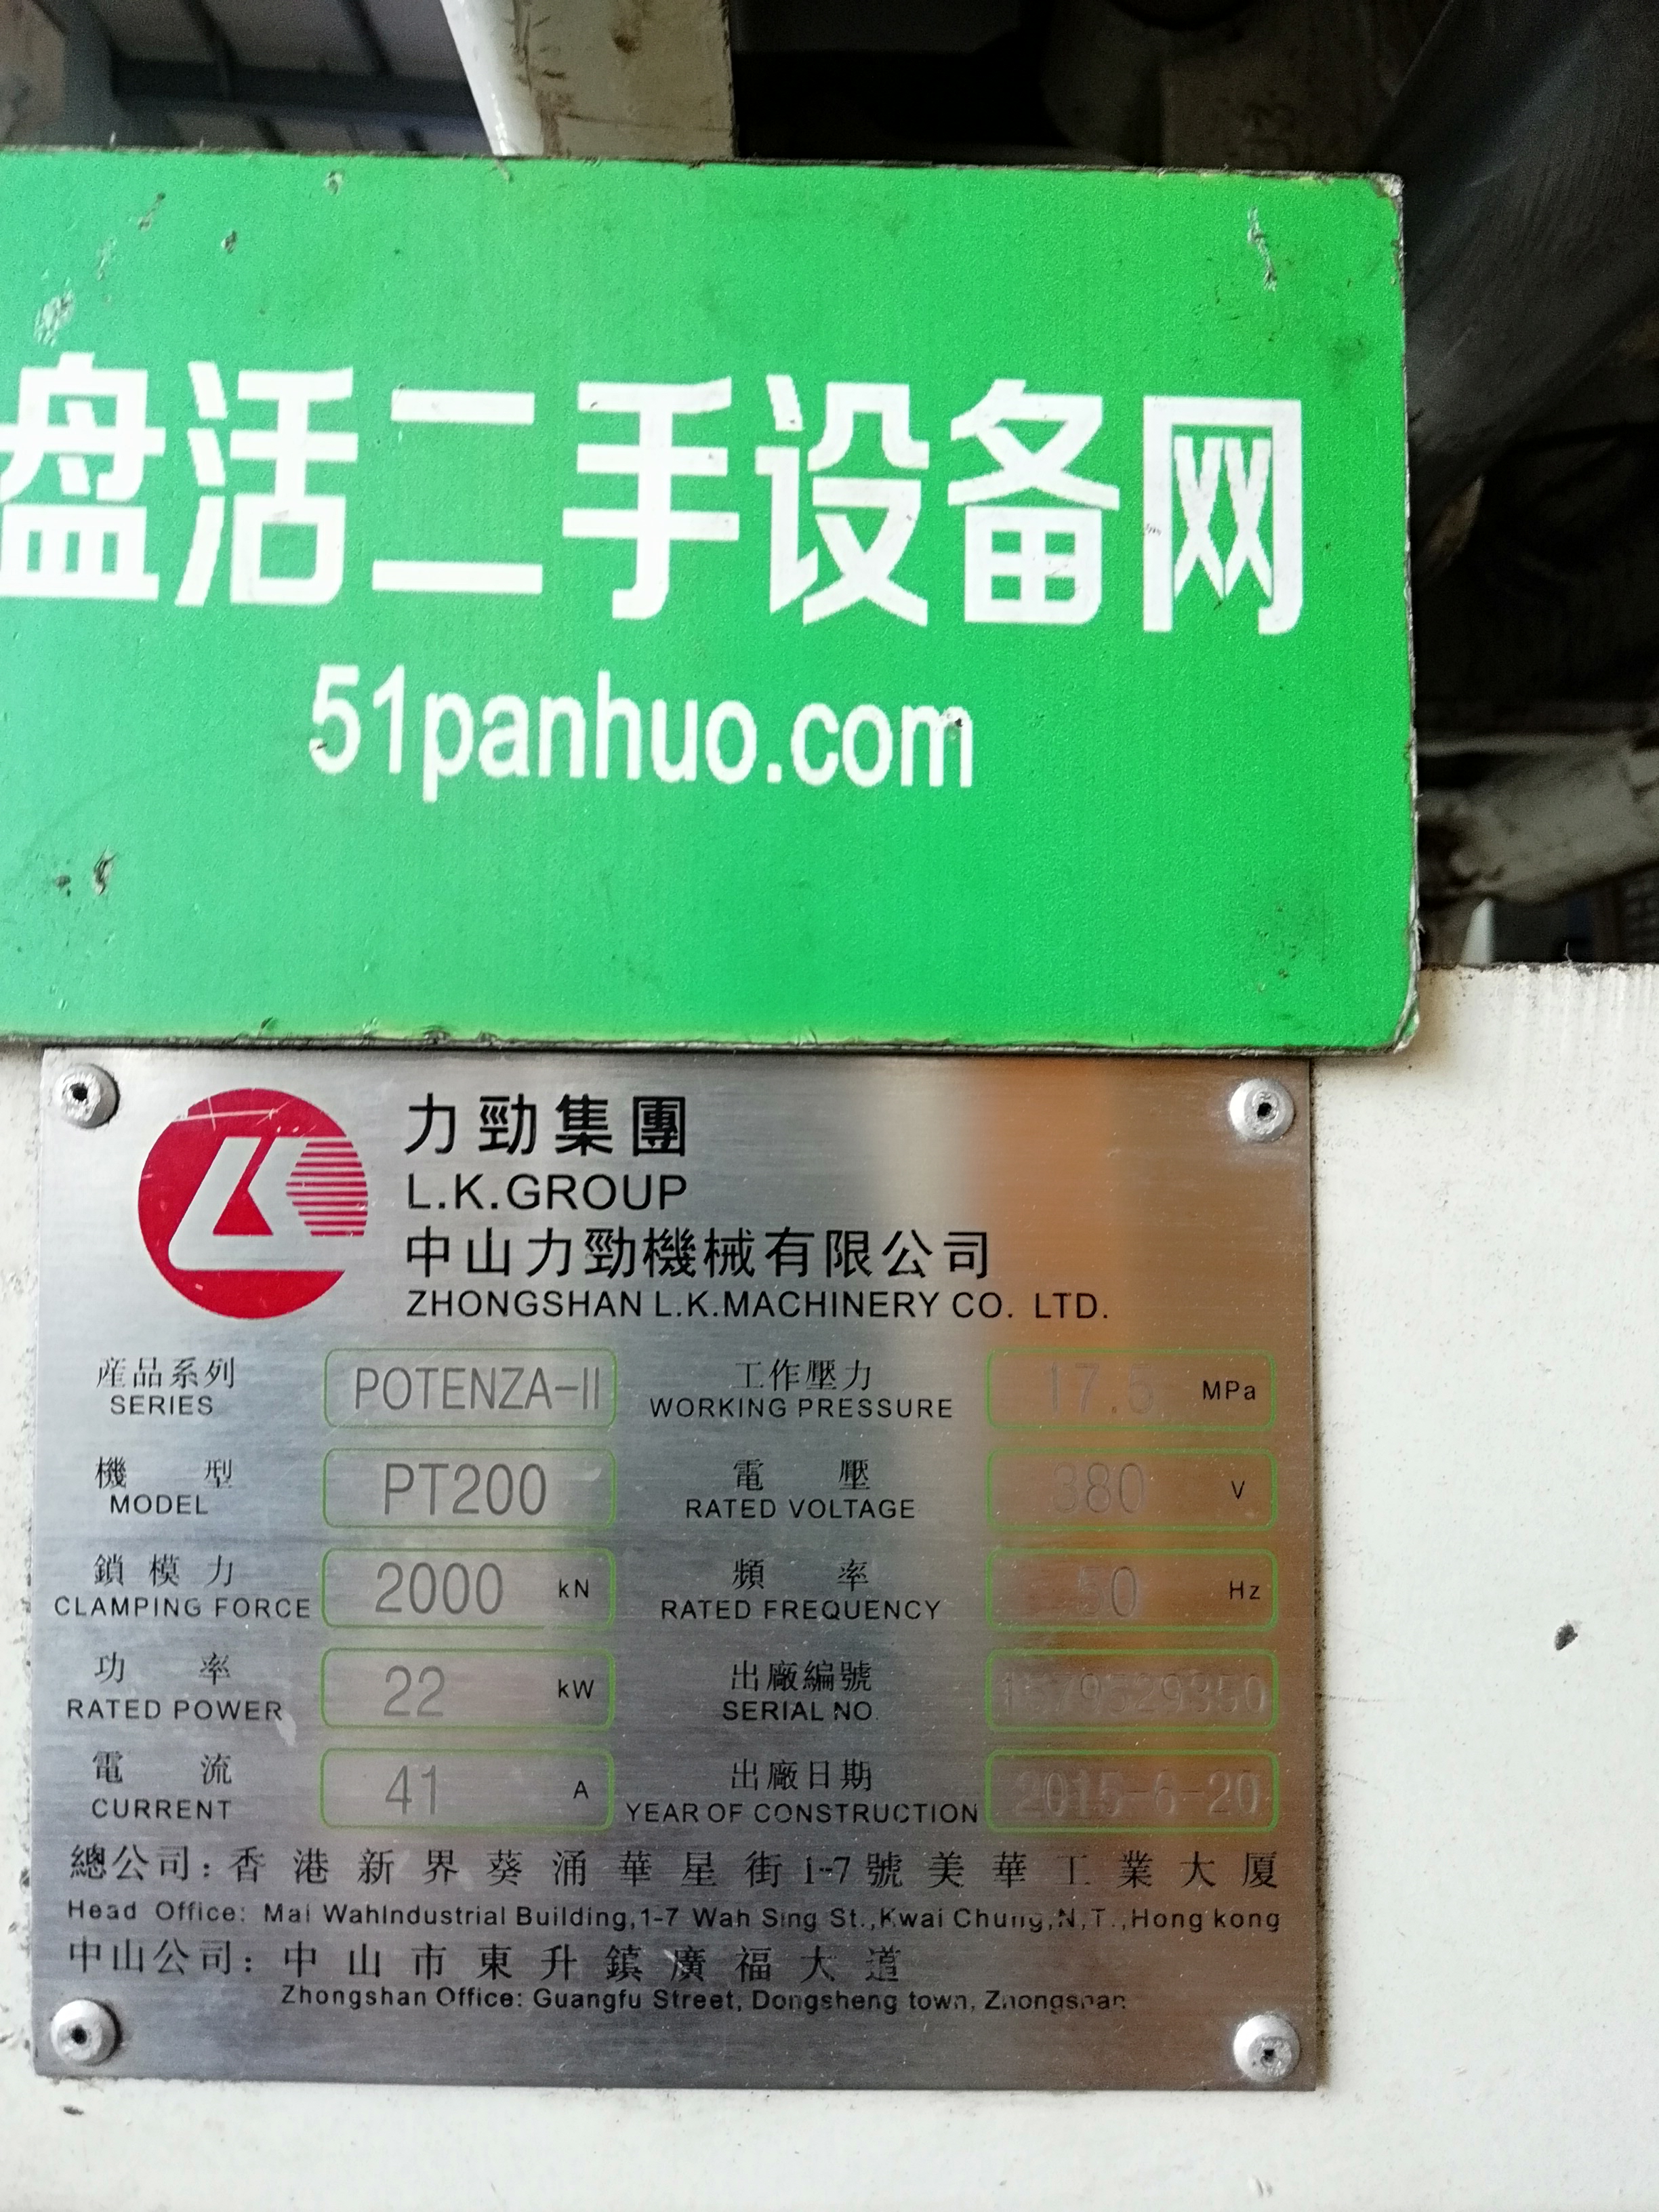 盘活二手设备网
51panhuo.com
力勁集團
L.K.GROUP
中山力勁機械有限公司
ZHONGSHAN L.K.MACHINERY CO. LTD.
産品系列 POTENZA-II 工作壓力 17.5 MPa
SERIES WORKING PRESSURE
機型 PT200 電壓 380 V
MODEL RATED VOLTAGE
鎖模力 2000 kN 頻率 50 Hz
CLAMPING FORCE RATED FREQUENCY
功率 22 kW 出廠編號
RATED POWER SERIAL NO.
電流 41 A 出廠日期 2015-6-20
CURRENT YEAR OF CONSTRUCTION
總公司:香港新界葵涌華星街1-7號美華工業大厦
Head Office: Mai WahIndustrial Building,1-7 Wah Sing St.,Kwai Chung,N.T.,Hong kong
中山公司:中山市東升鎮廣福大道
Zhongshan Office: Guangfu Street, Dongsheng town, Zhongshan